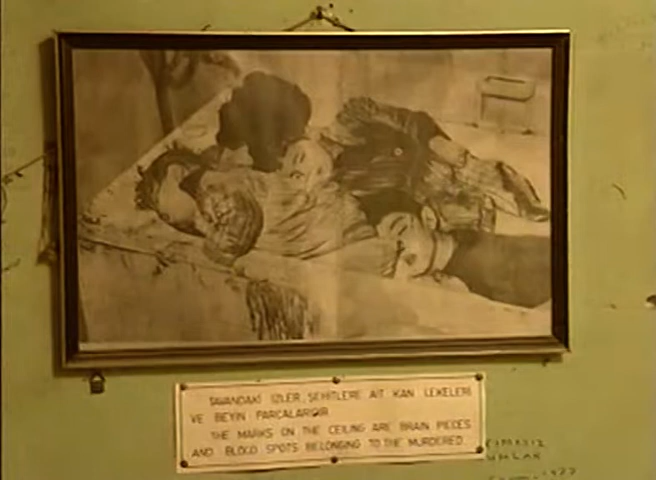 TAVANDAKİ İZLER, ŞEHİTLERE AİT KAN LEKELERİ
VE BEYİN PARÇALARIDIR
THE MARKS ON THE CEILING ARE BRAIN PIECES
AND BLOOD SPOTS BELONGING TO THE MURDERED.
1977